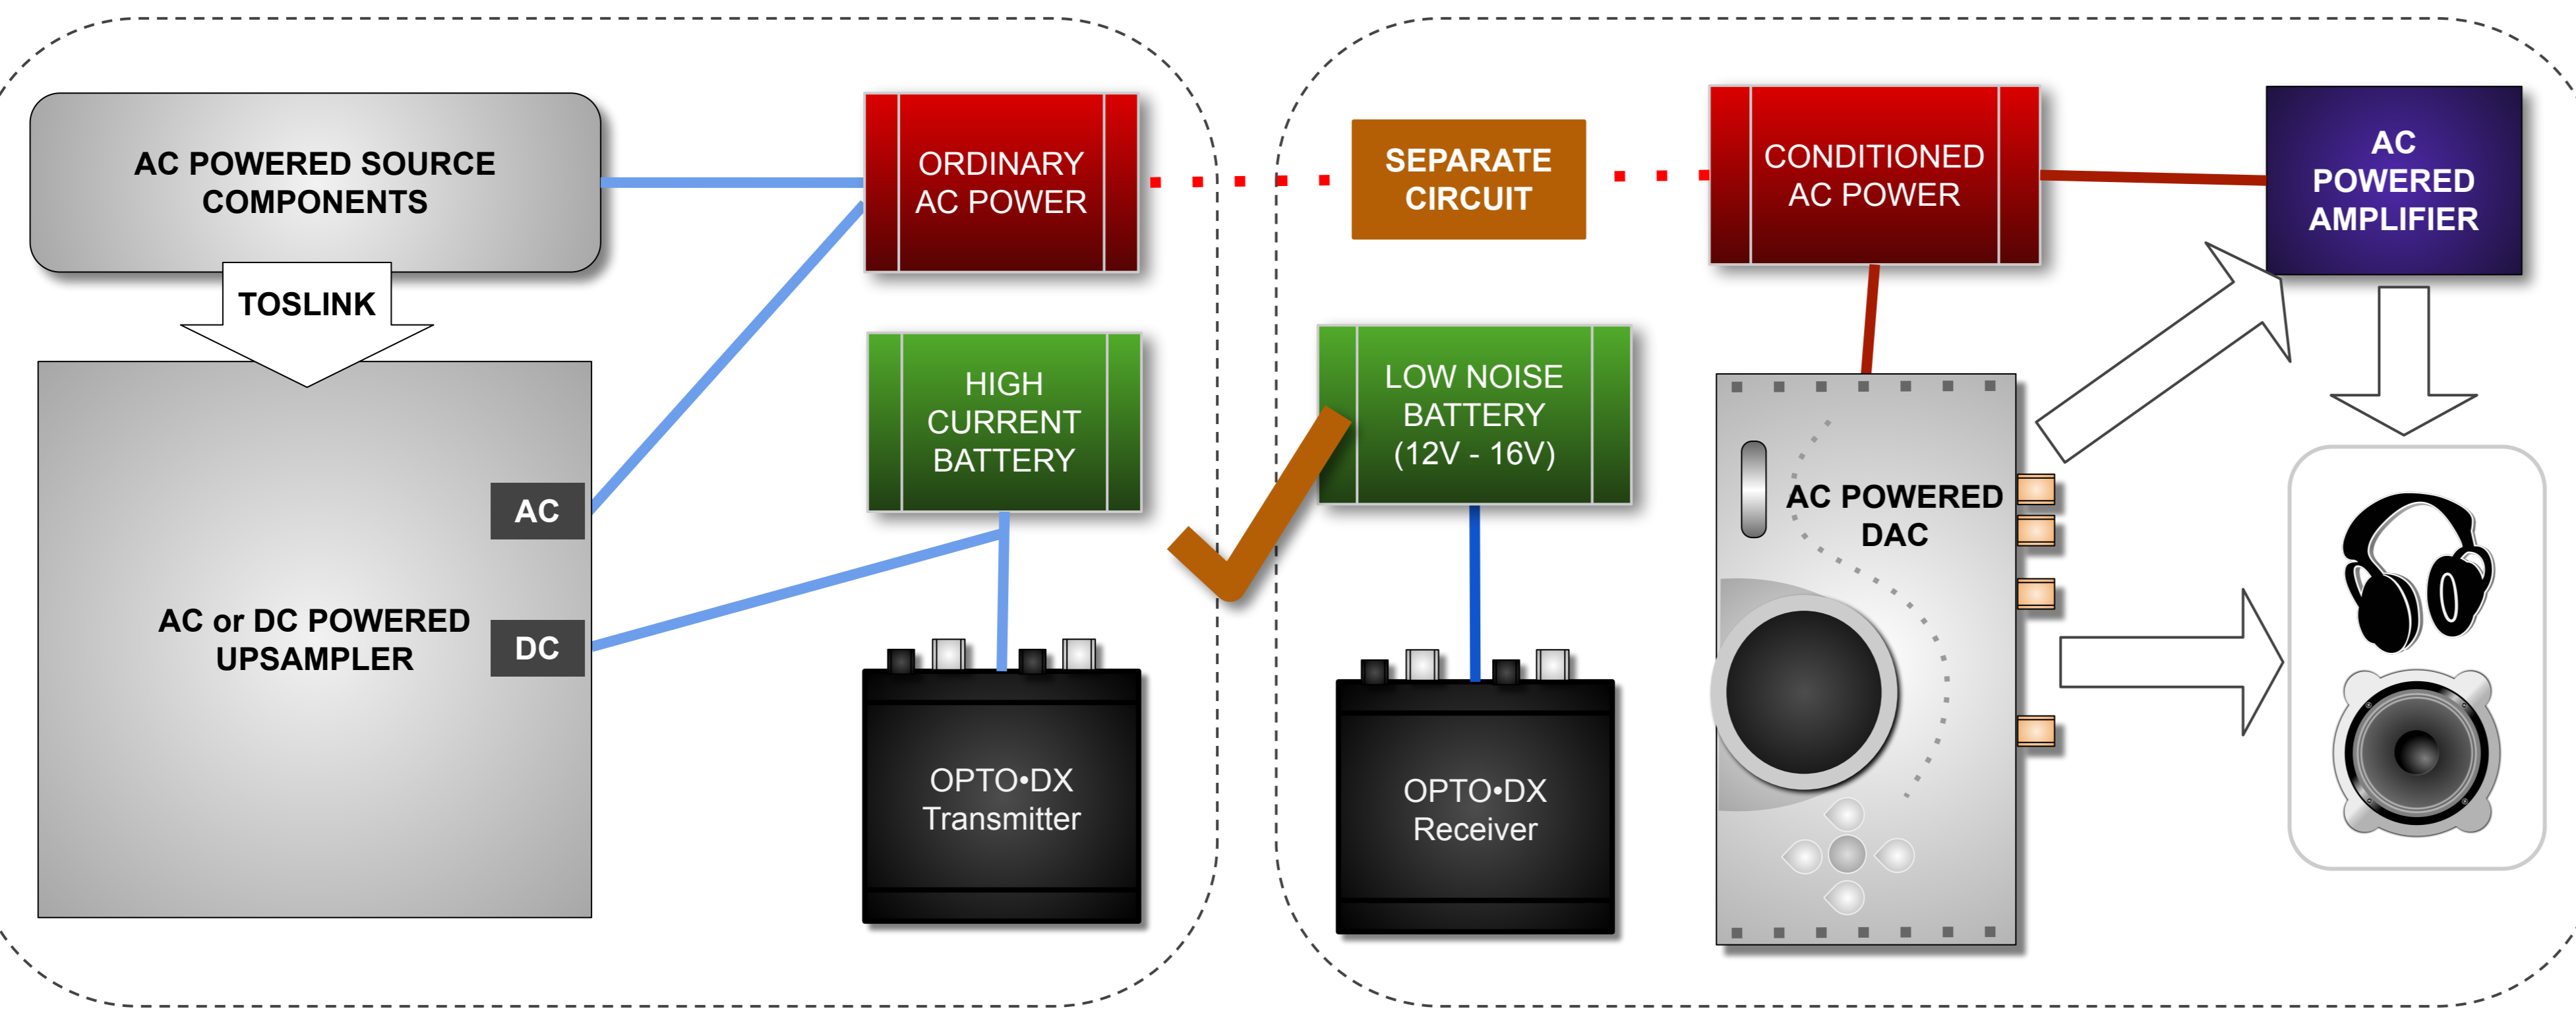 AC POWERED SOURCE
COMPONENTS
TOSLINK
AC or DC POWERED
UPSAMPLER
AC
DC
ORDINARY
AC POWER
HIGH
CURRENT
BATTERY
OPTO•DX
Transmitter
SEPARATE
CIRCUIT
LOW NOISE
BATTERY
(12V - 16V)
OPTO•DX
Receiver
CONDITIONED
AC POWER
AC POWERED
DAC
AC
POWERED
AMPLIFIER